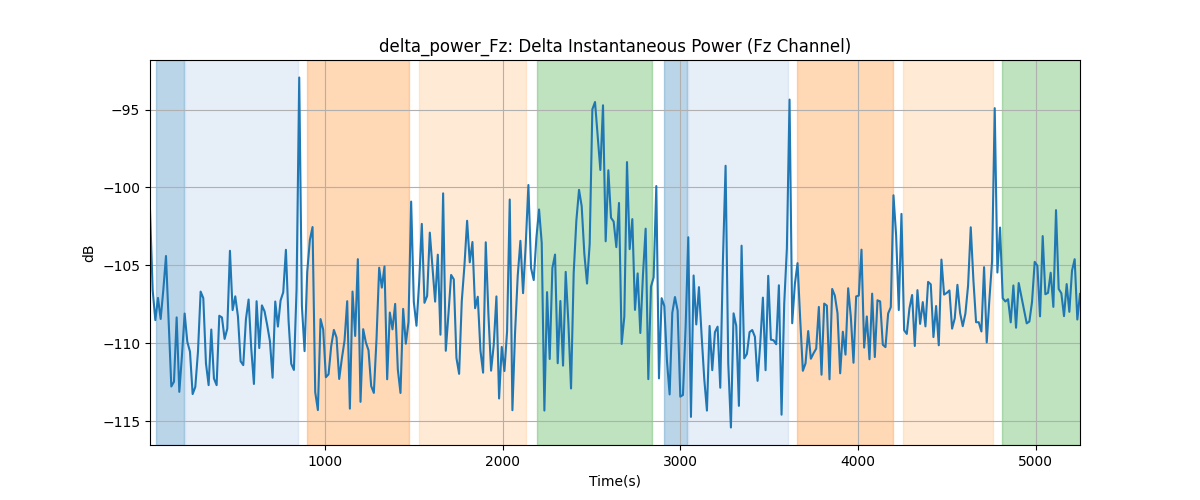 delta_power_Fz: Delta Instantaneous Power (Fz Channel)
−95
−100
−105
−110
−115
dB
1000 2000 3000 4000 5000
Time(s)